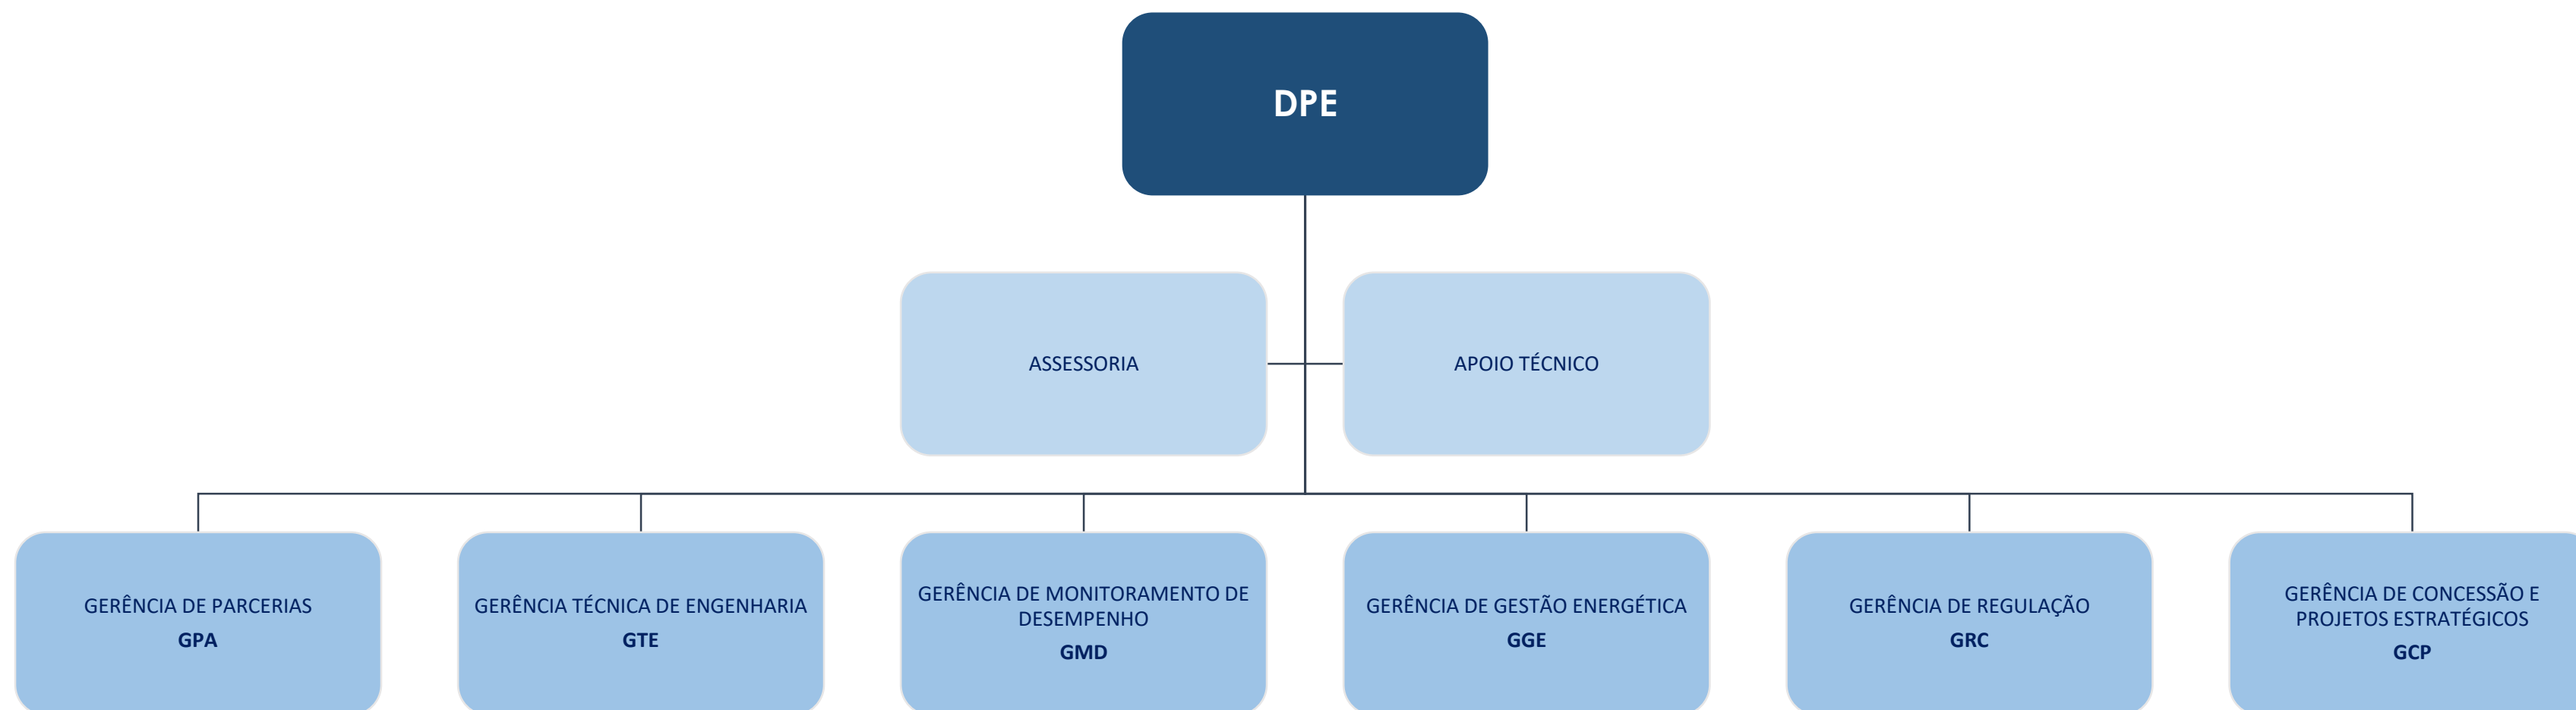 DPE
ASSESSORIA
APOIO TÉCNICO
GERÊNCIA DE PARCERIAS
GPA
GERÊNCIA TÉCNICA DE ENGENHARIA
GTE
GERÊNCIA DE MONITORAMENTO DE
DESEMPENHO
GMD
GERÊNCIA DE GESTÃO ENERGÉTICA
GGE
GERÊNCIA DE REGULAÇÃO
GRC
GERÊNCIA DE CONCESSÃO E
PROJETOS ESTRATÉGICOS
GCP